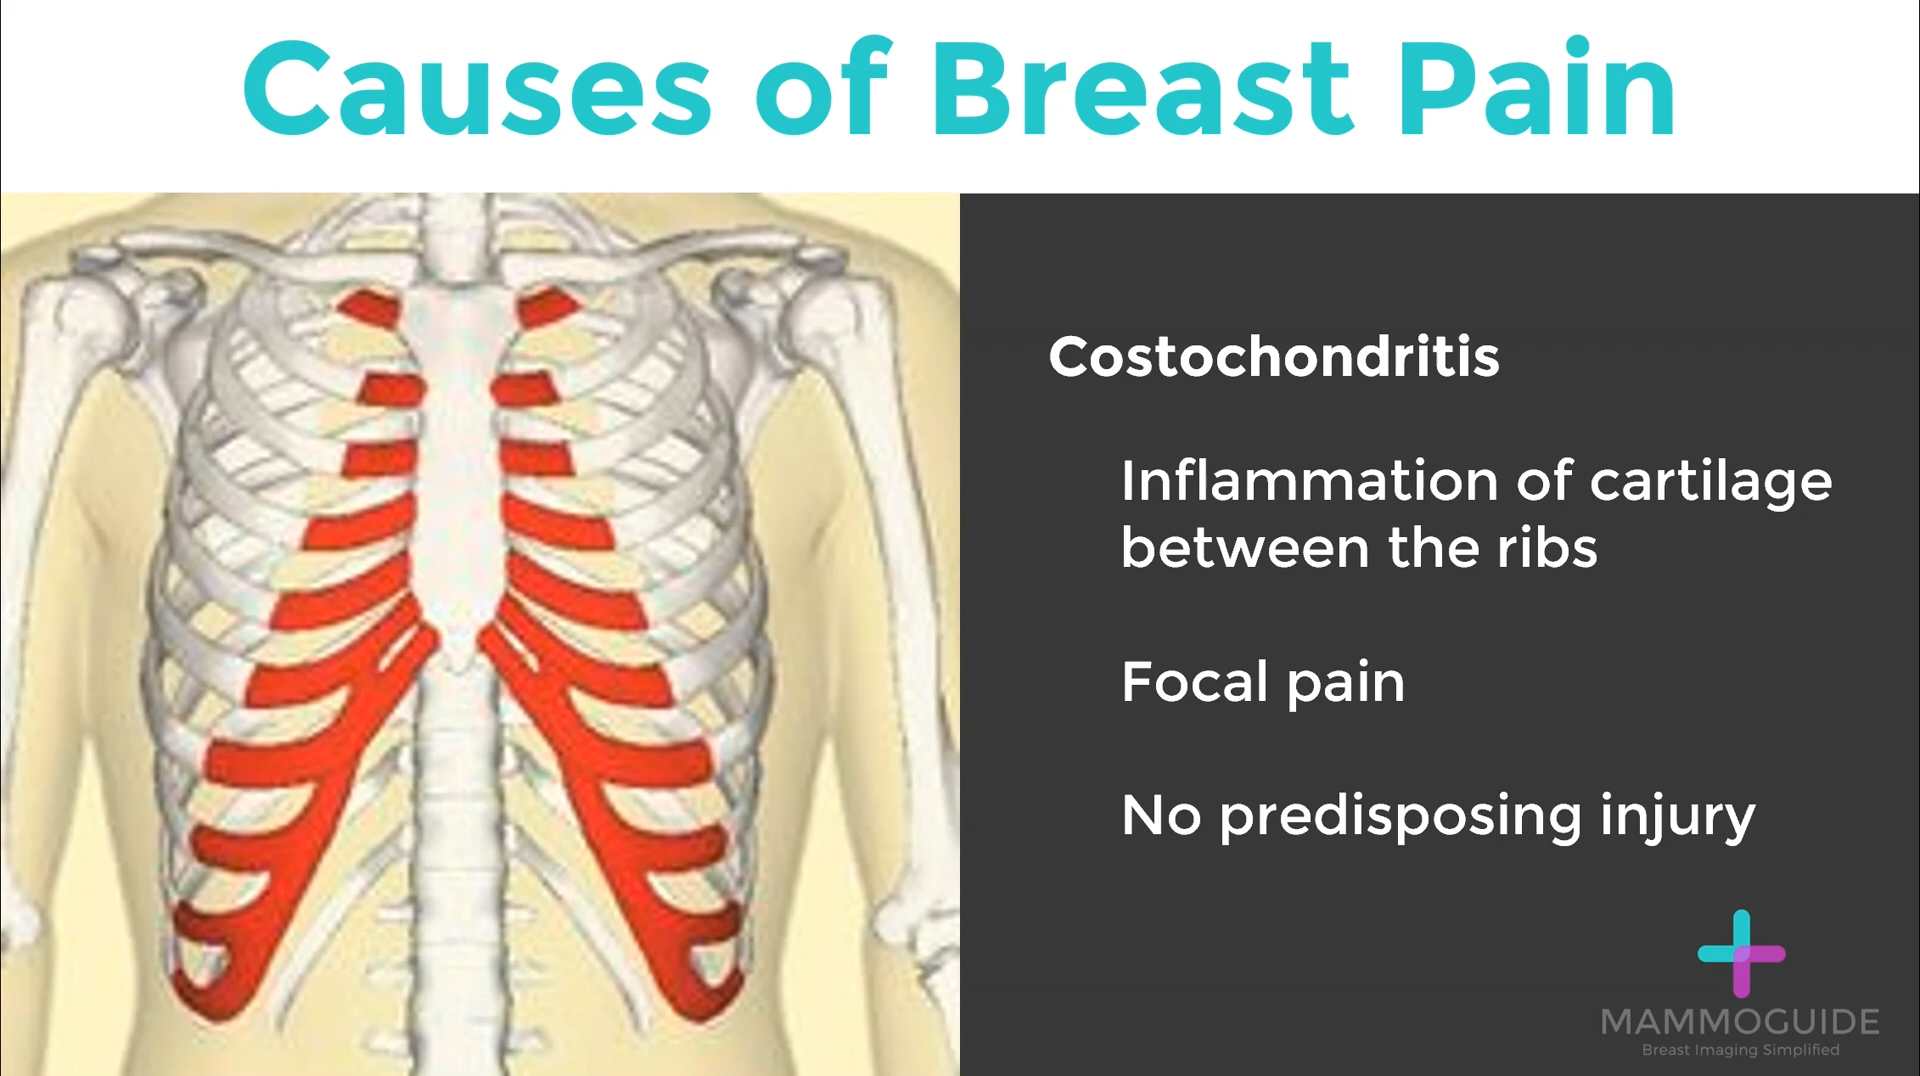 Causes of Breast Pain
Costochondritis
Inflammation of cartilage
between the ribs
Focal pain
No predisposing injury
MAMMOGUIDE
Breast Imaging Simplified